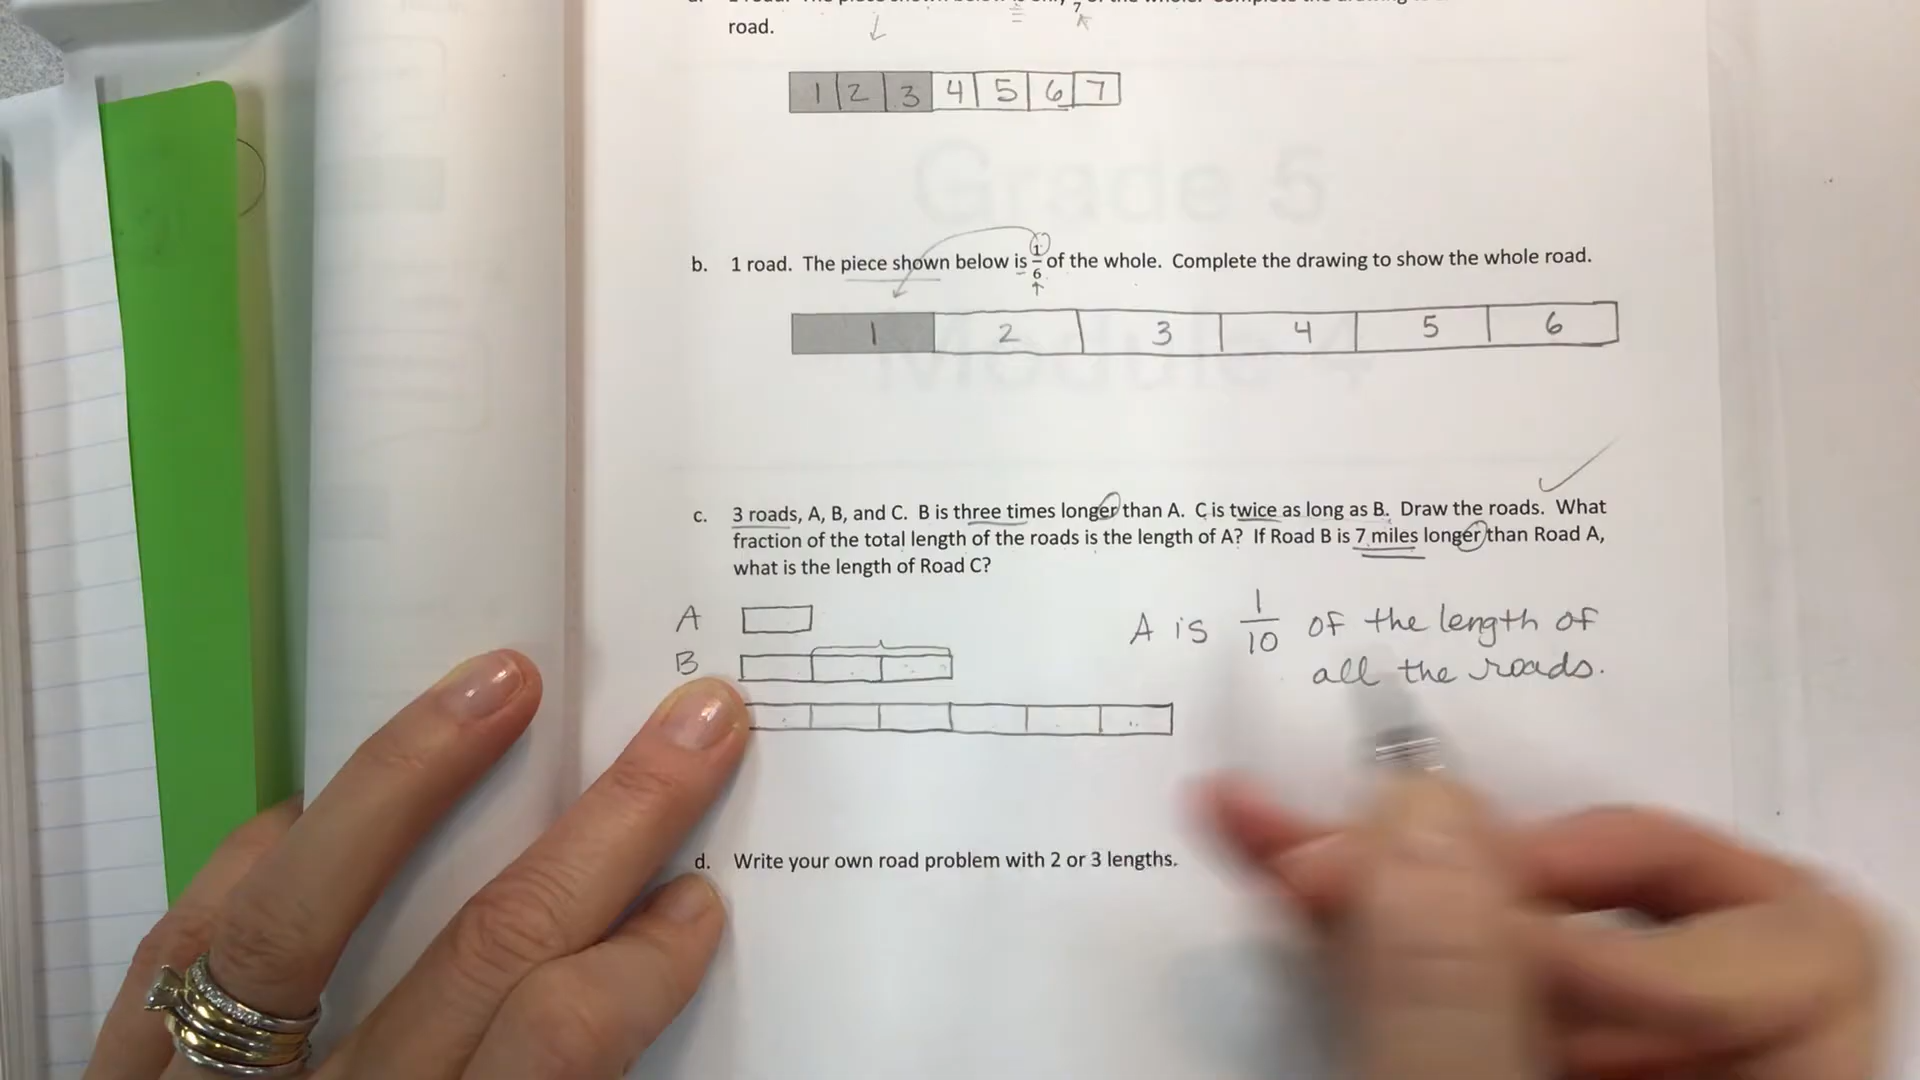 road.
1 2 3 4 5 6 7
Grade 5
b. 1 road. The piece shown below is 1/6 of the whole. Complete the drawing to show the whole road.
1 2 3 4 5 6
Module 4
c. 3 roads, A, B, and C. B is three times longer than A. C is twice as long as B. Draw the roads. What
fraction of the total length of the roads is the length of A? If Road B is 7 miles longer than Road A,
what is the length of Road C?
A
A is 1/10 of the length of
B
all the roads.
d. Write your own road problem with 2 or 3 lengths.